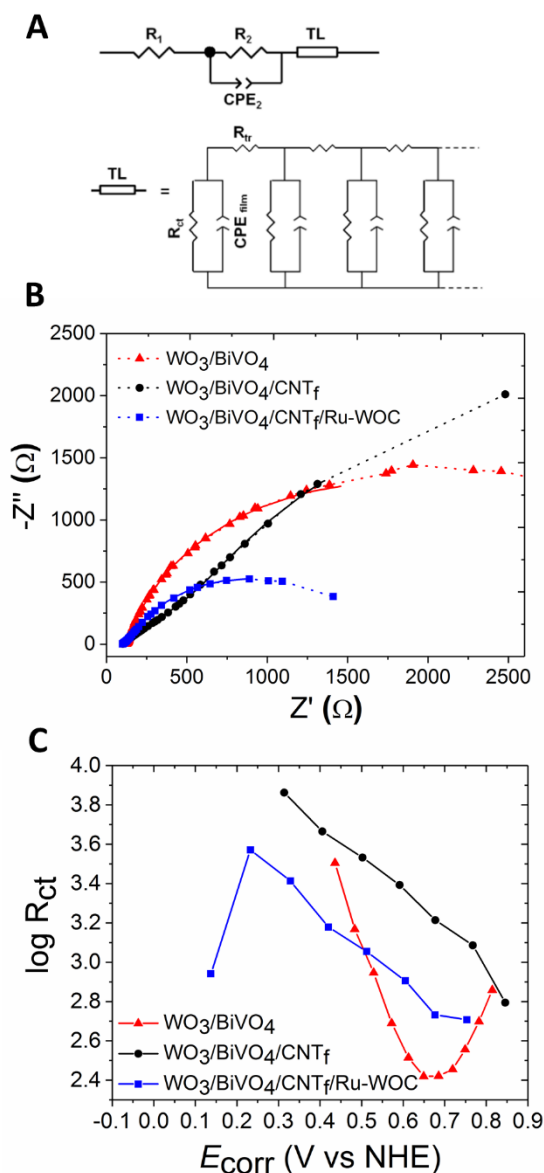 A
R1 R2 TL
CPE2
Rtr
TL
=
Rct CPE film
B
2500
2000
1500
1000
500
0
-Z'' (Ω)
WO3/BiVO4
WO3/BiVO4/CNTf
WO3/BiVO4/CNTf/Ru-WOC
0 500 1000 1500 2000 2500
Z' (Ω)
C
4.0
3.8
3.6
3.4
3.2
3.0
2.8
2.6
2.4
log Rct
WO3/BiVO4
WO3/BiVO4/CNTf
WO3/BiVO4/CNTf/Ru-WOC
-0.1 0.0 0.1 0.2 0.3 0.4 0.5 0.6 0.7 0.8 0.9
Ecorr (V vs NHE)